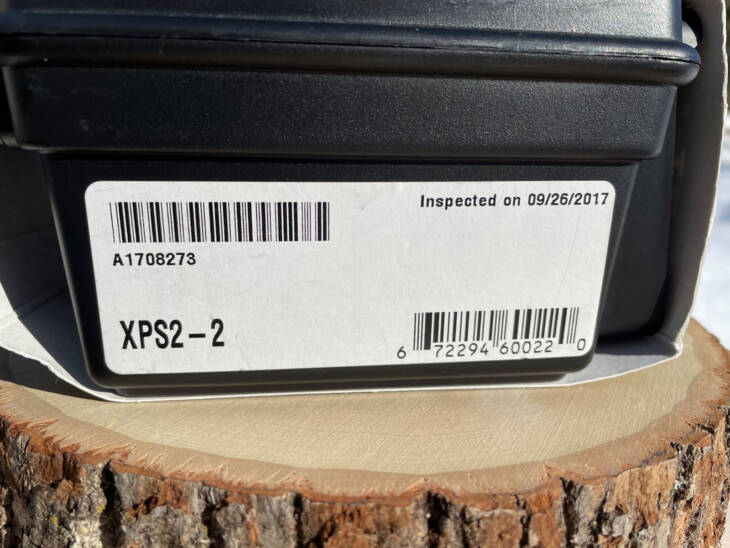 Inspected on 09/26/2017
A1708273
XPS2-2
6 72294 60022 0